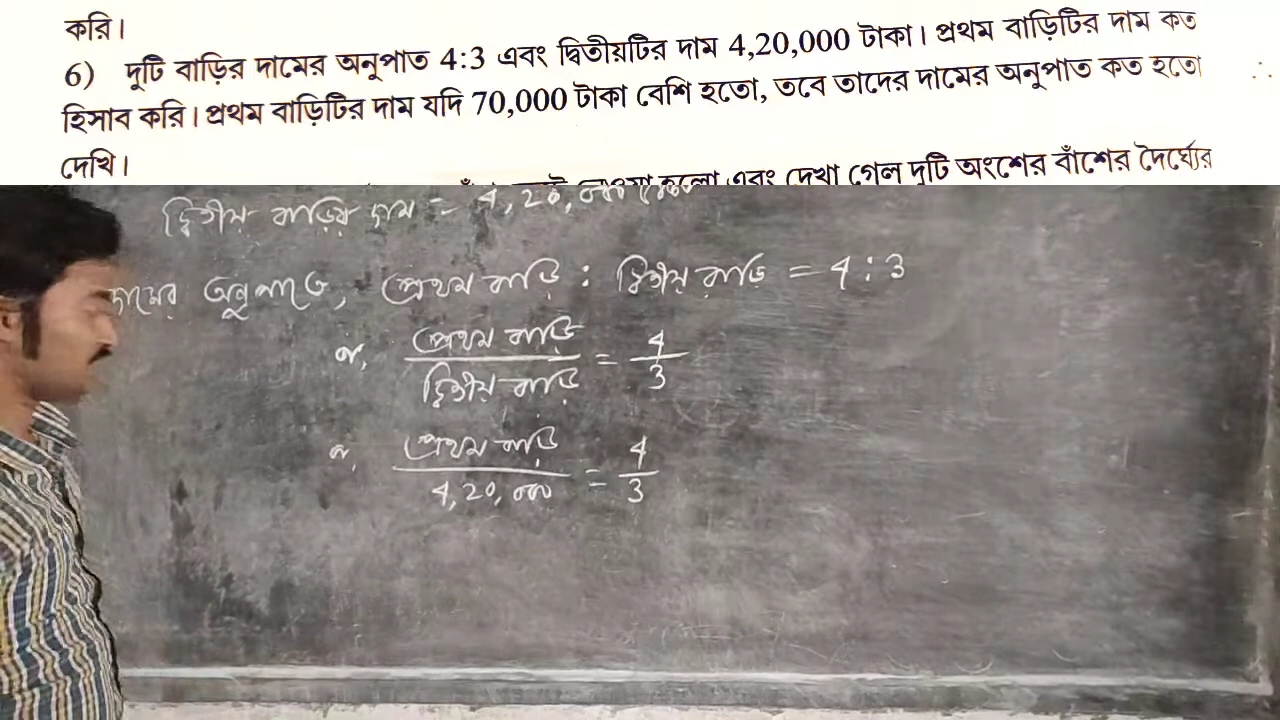 করি।
6) দুটি বাড়ির দামের অনুপাত 4:3 এবং দ্বিতীয়টির দাম 4,20,000 টাকা। প্রথম বাড়িটির দাম কত
হিসাব করি। প্রথম বাড়িটির দাম যদি 70,000 টাকা বেশি হতো, তবে তাদের দামের অনুপাত কত হতো
দেখি।
এবং দেখা গেল দুটি অংশের বাঁশের দৈর্ঘ্যের
দ্বিতীয় বাড়ির দাম = 4,20,000 টাকা
দামের অনুপাতে, প্রথম বাড়ি : দ্বিতীয় বাড়ি = 4 : 3
বা, প্রথম বাড়ি / দ্বিতীয় বাড়ি = 4/3
বা, প্রথম বাড়ি / 4,20,000 = 4/3